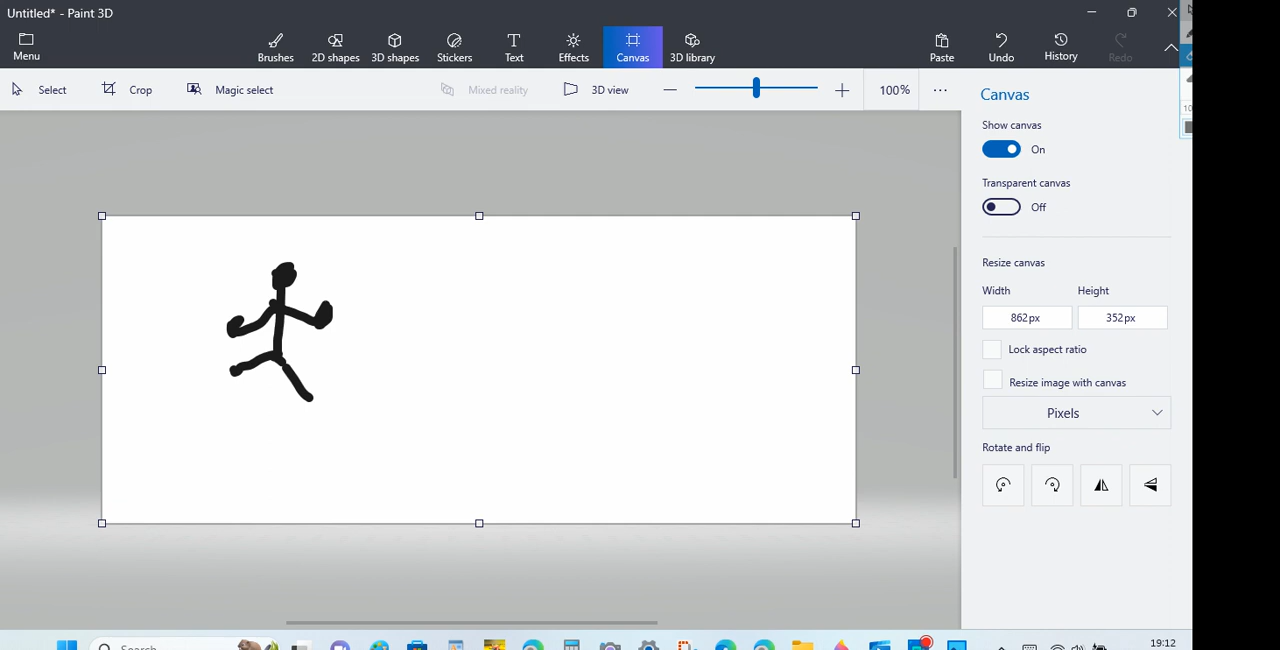 Untitled* - Paint 3D
Menu
Brushes 2D shapes 3D shapes Stickers Text Effects Canvas 3D library Paste Undo History Redo
Select Crop Magic select Mixed reality 3D view 100% ...
Canvas
Show canvas
On
Transparent canvas
Off
Resize canvas
Width Height
862px 352px
Lock aspect ratio
Resize image with canvas
Pixels
Rotate and flip
Search 19:12